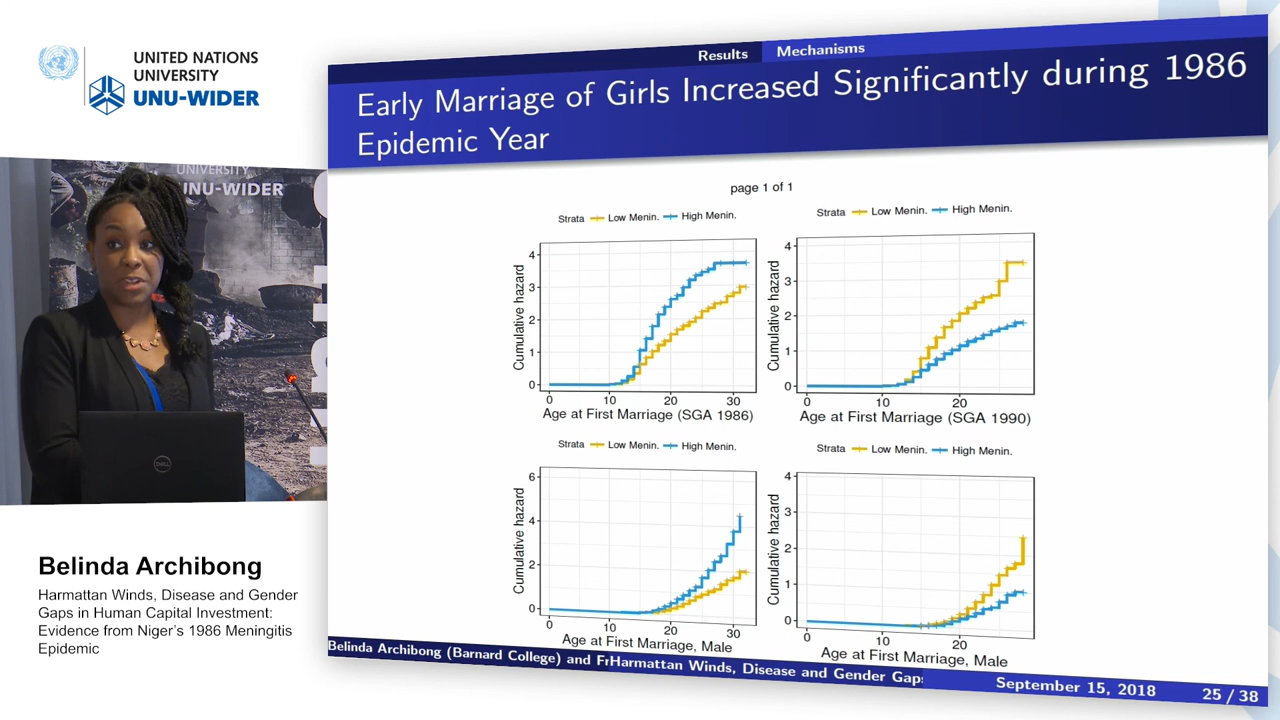 UNITED NATIONS
UNIVERSITY
UNU-WIDER
UNIVERSITY
UNU-WIDER
DELL
Belinda Archibong
Harmattan Winds, Disease and Gender
Gaps in Human Capital Investment:
Evidence from Niger's 1986 Meningitis
Epidemic
Results Mechanisms
Early Marriage of Girls Increased Significantly during 1986
Epidemic Year
page 1 of 1
Strata Low Menin. High Menin.
Cumulative hazard
4
3
2
1
0
0 10 20 30
Age at First Marriage (SGA 1986)
Strata Low Menin. High Menin.
Cumulative hazard
4
3
2
1
0
0 10 20
Age at First Marriage (SGA 1990)
Strata Low Menin. High Menin.
Cumulative hazard
6
4
2
0
0 10 20 30
Age at First Marriage, Male
Strata Low Menin. High Menin.
Cumulative hazard
4
3
2
1
0
0 10 20
Age at First Marriage, Male
Belinda Archibong (Barnard College) and Fr Harmattan Winds, Disease and Gender Gap
September 15, 2018 25 / 38